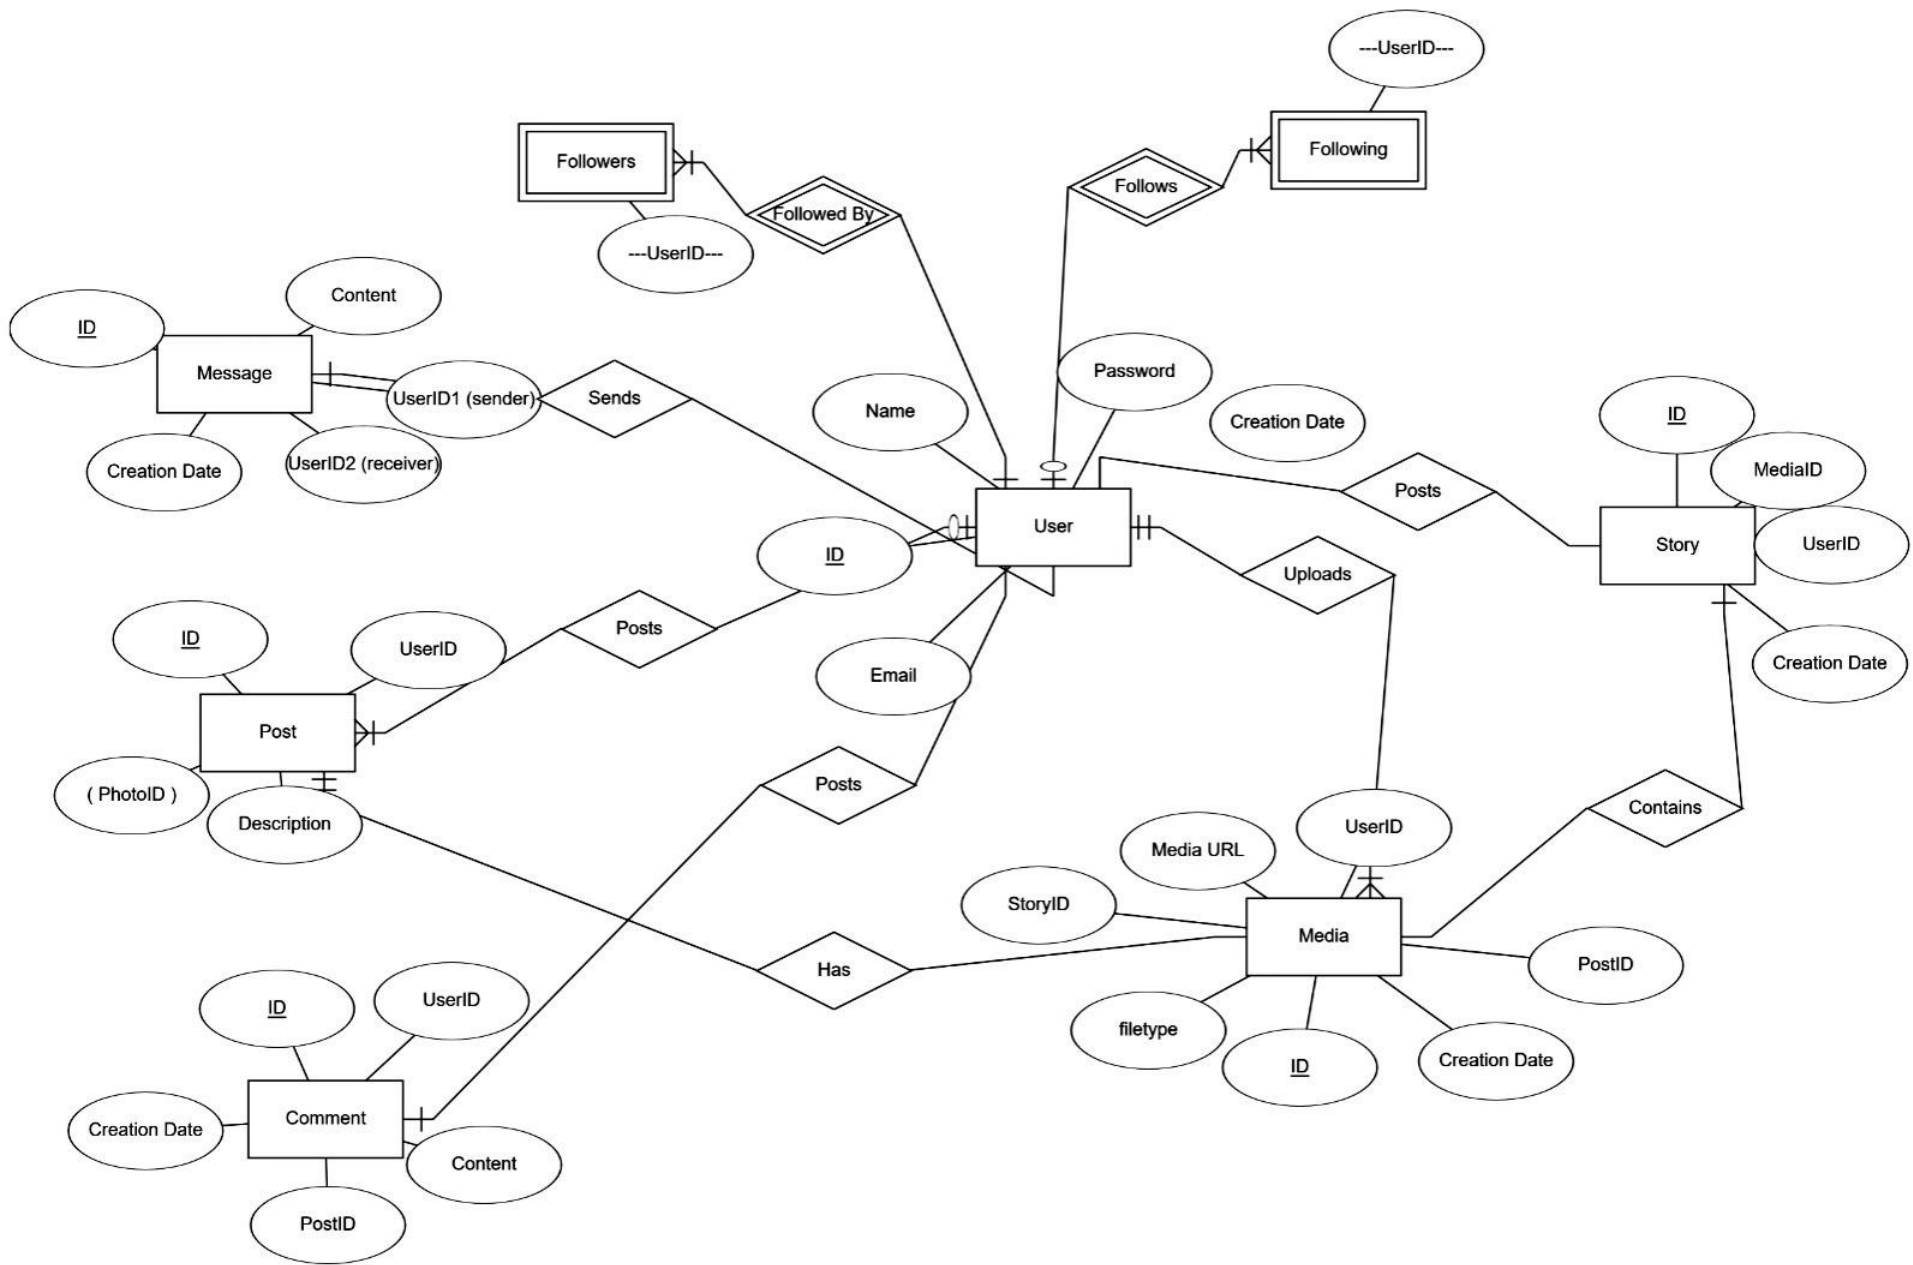 ---UserID---
Followers
Following
Follows
Followed By
---UserID---
Content
ID
Message
UserID1 (sender)
Sends
Password
Name
Creation Date
ID
Creation Date
UserID2 (receiver)
MediaID
Posts
User
Story
UserID
ID
Uploads
ID
UserID
Posts
Creation Date
Email
Post
( PhotoID )
Description
Posts
Contains
UserID
Media URL
StoryID
Media
Has
PostID
ID
UserID
filetype
ID
Creation Date
Comment
Creation Date
Content
PostID